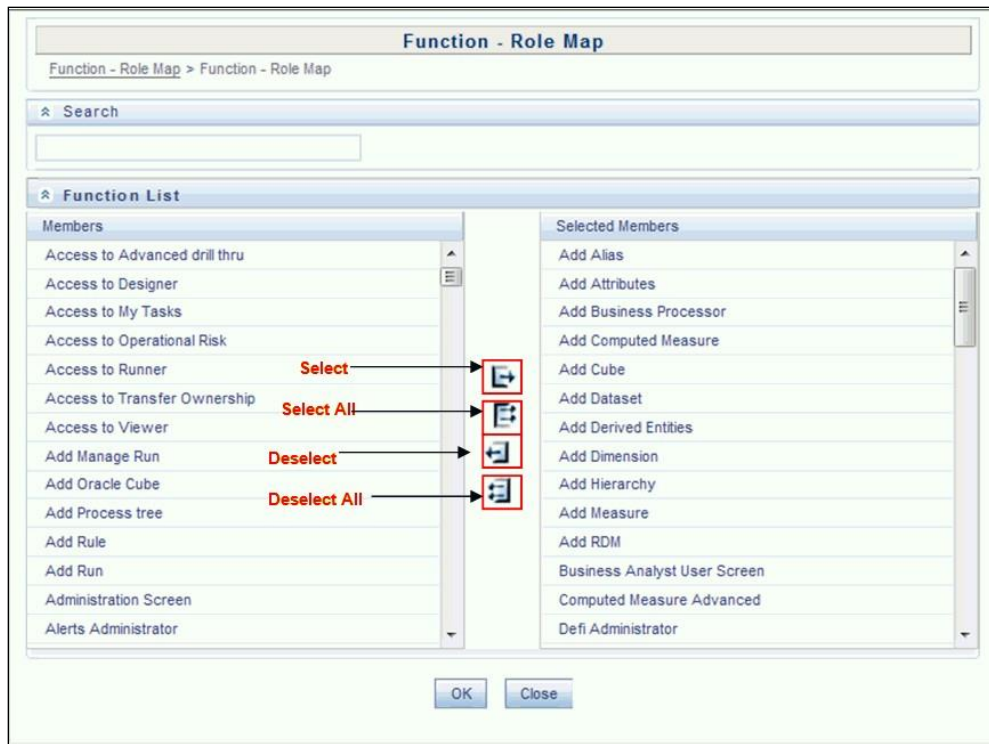 Function - Role Map
Function - Role Map > Function - Role Map
Search
Function List
Members
Selected Members
Access to Advanced drill thru
Access to Designer
Access to My Tasks
Access to Operational Risk
Access to Runner
Access to Transfer Ownership
Access to Viewer
Add Manage Run
Add Oracle Cube
Add Process tree
Add Rule
Add Run
Administration Screen
Alerts Administrator
Select
Select All
Deselect
Deselect All
Add Alias
Add Attributes
Add Business Processor
Add Computed Measure
Add Cube
Add Dataset
Add Derived Entities
Add Dimension
Add Hierarchy
Add Measure
Add RDM
Business Analyst User Screen
Computed Measure Advanced
Defi Administrator
OK
Close